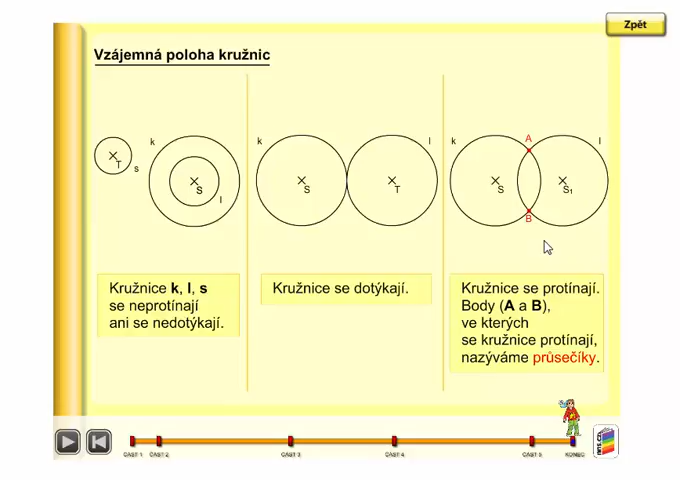 Zpět
Vzájemná poloha kružnic
k
T
s
S
l
k
l
S
T
k
A
l
S
S₁
B
Kružnice k, l, s
se neprotínají
ani se nedotýkají.
Kružnice se dotýkají.
Kružnice se protínají.
Body (A a B),
ve kterých
se kružnice protínají,
nazýváme průsečíky.
ČÁST 1
ČÁST 2
ČÁST 3
ČÁST 4
ČÁST 5
KONEC